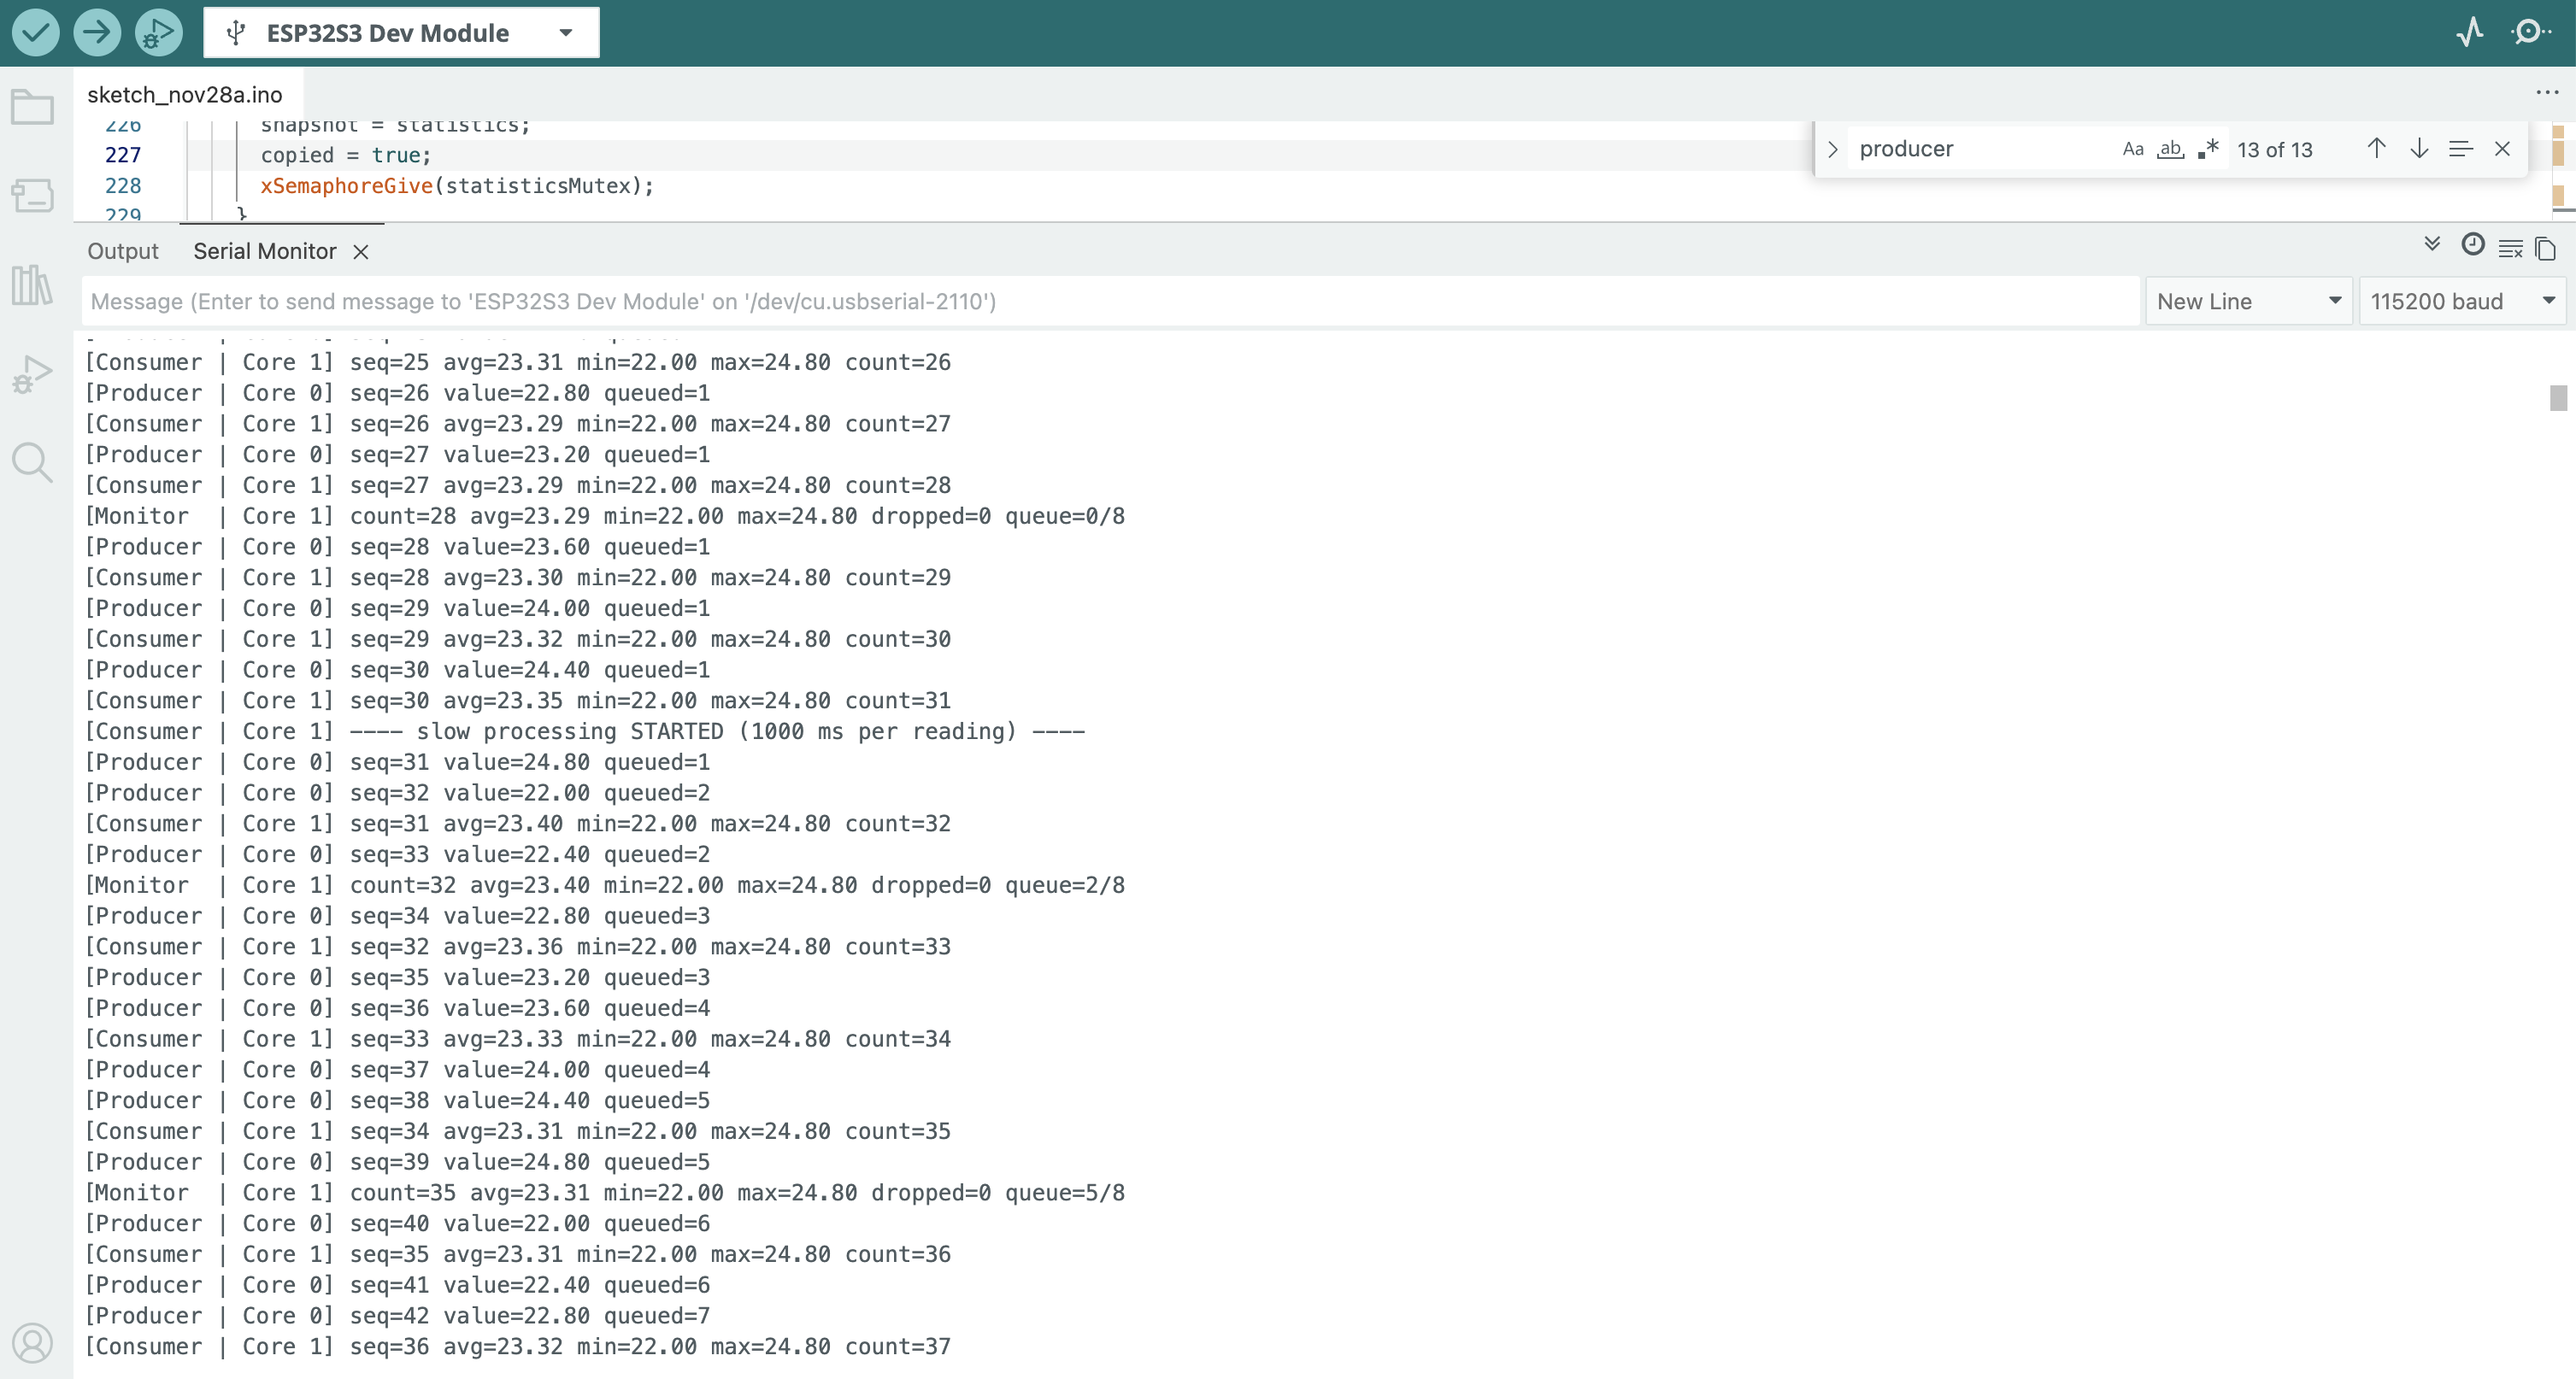 ESP32S3 Dev Module
sketch_nov28a.ino
226 snapshot = statistics;
227 copied = true;
228 xSemaphoreGive(statisticsMutex);
229 }
producer
Aa ab .* 13 of 13
Output Serial Monitor
Message (Enter to send message to 'ESP32S3 Dev Module' on '/dev/cu.usbserial-2110')
New Line 115200 baud
[Consumer | Core 1] seq=25 avg=23.31 min=22.00 max=24.80 count=26
[Producer | Core 0] seq=26 value=22.80 queued=1
[Consumer | Core 1] seq=26 avg=23.29 min=22.00 max=24.80 count=27
[Producer | Core 0] seq=27 value=23.20 queued=1
[Consumer | Core 1] seq=27 avg=23.29 min=22.00 max=24.80 count=28
[Monitor  | Core 1] count=28 avg=23.29 min=22.00 max=24.80 dropped=0 queue=0/8
[Producer | Core 0] seq=28 value=23.60 queued=1
[Consumer | Core 1] seq=28 avg=23.30 min=22.00 max=24.80 count=29
[Producer | Core 0] seq=29 value=24.00 queued=1
[Consumer | Core 1] seq=29 avg=23.32 min=22.00 max=24.80 count=30
[Producer | Core 0] seq=30 value=24.40 queued=1
[Consumer | Core 1] seq=30 avg=23.35 min=22.00 max=24.80 count=31
[Consumer | Core 1] ---- slow processing STARTED (1000 ms per reading) ----
[Producer | Core 0] seq=31 value=24.80 queued=1
[Producer | Core 0] seq=32 value=22.00 queued=2
[Consumer | Core 1] seq=31 avg=23.40 min=22.00 max=24.80 count=32
[Producer | Core 0] seq=33 value=22.40 queued=2
[Monitor  | Core 1] count=32 avg=23.40 min=22.00 max=24.80 dropped=0 queue=2/8
[Producer | Core 0] seq=34 value=22.80 queued=3
[Consumer | Core 1] seq=32 avg=23.36 min=22.00 max=24.80 count=33
[Producer | Core 0] seq=35 value=23.20 queued=3
[Producer | Core 0] seq=36 value=23.60 queued=4
[Consumer | Core 1] seq=33 avg=23.33 min=22.00 max=24.80 count=34
[Producer | Core 0] seq=37 value=24.00 queued=4
[Producer | Core 0] seq=38 value=24.40 queued=5
[Consumer | Core 1] seq=34 avg=23.31 min=22.00 max=24.80 count=35
[Producer | Core 0] seq=39 value=24.80 queued=5
[Monitor  | Core 1] count=35 avg=23.31 min=22.00 max=24.80 dropped=0 queue=5/8
[Producer | Core 0] seq=40 value=22.00 queued=6
[Consumer | Core 1] seq=35 avg=23.31 min=22.00 max=24.80 count=36
[Producer | Core 0] seq=41 value=22.40 queued=6
[Producer | Core 0] seq=42 value=22.80 queued=7
[Consumer | Core 1] seq=36 avg=23.32 min=22.00 max=24.80 count=37